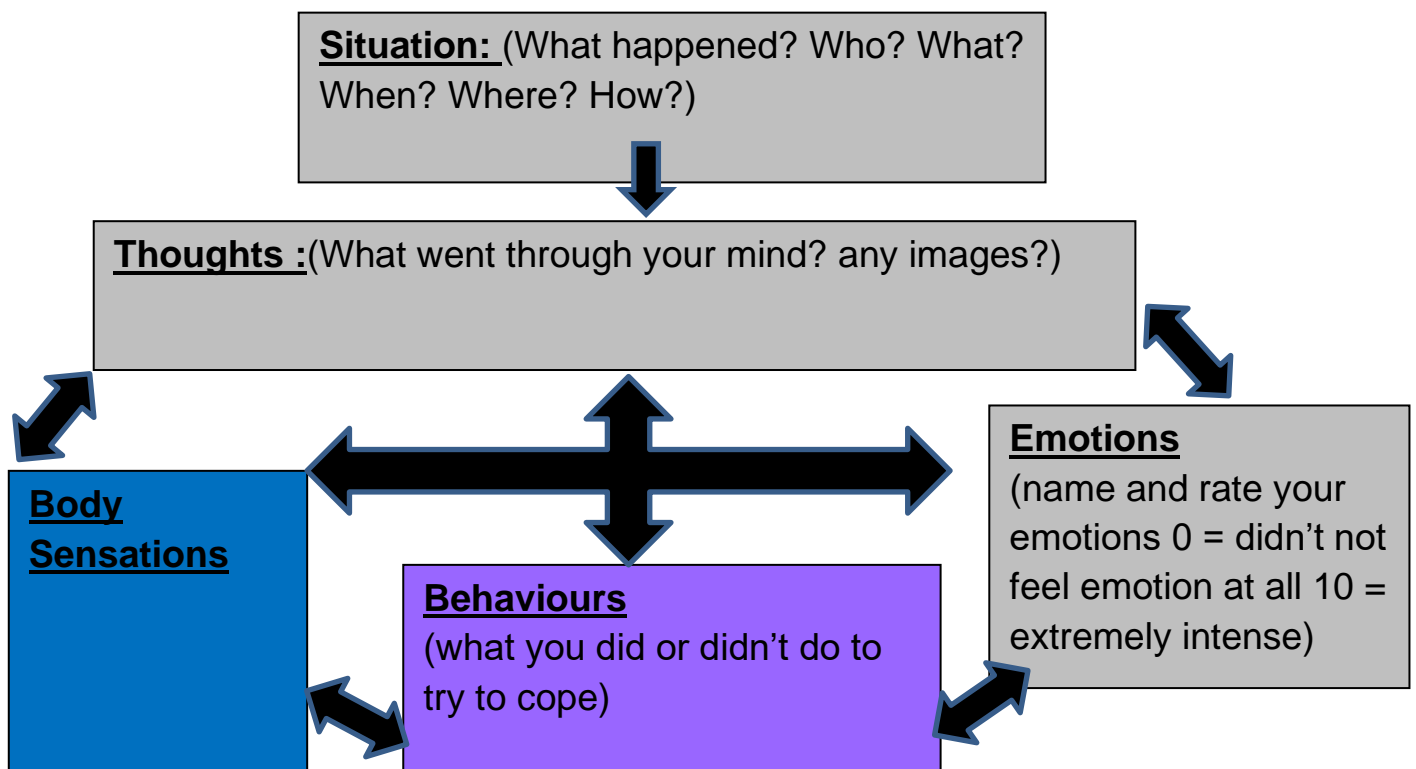 Situation: (What happened? Who? What?
When? Where? How?)
Thoughts :(What went through your mind? any images?)
Body
Sensations
Behaviours
(what you did or didn’t do to
try to cope)
Emotions
(name and rate your
emotions 0 = didn’t not
feel emotion at all 10 =
extremely intense)